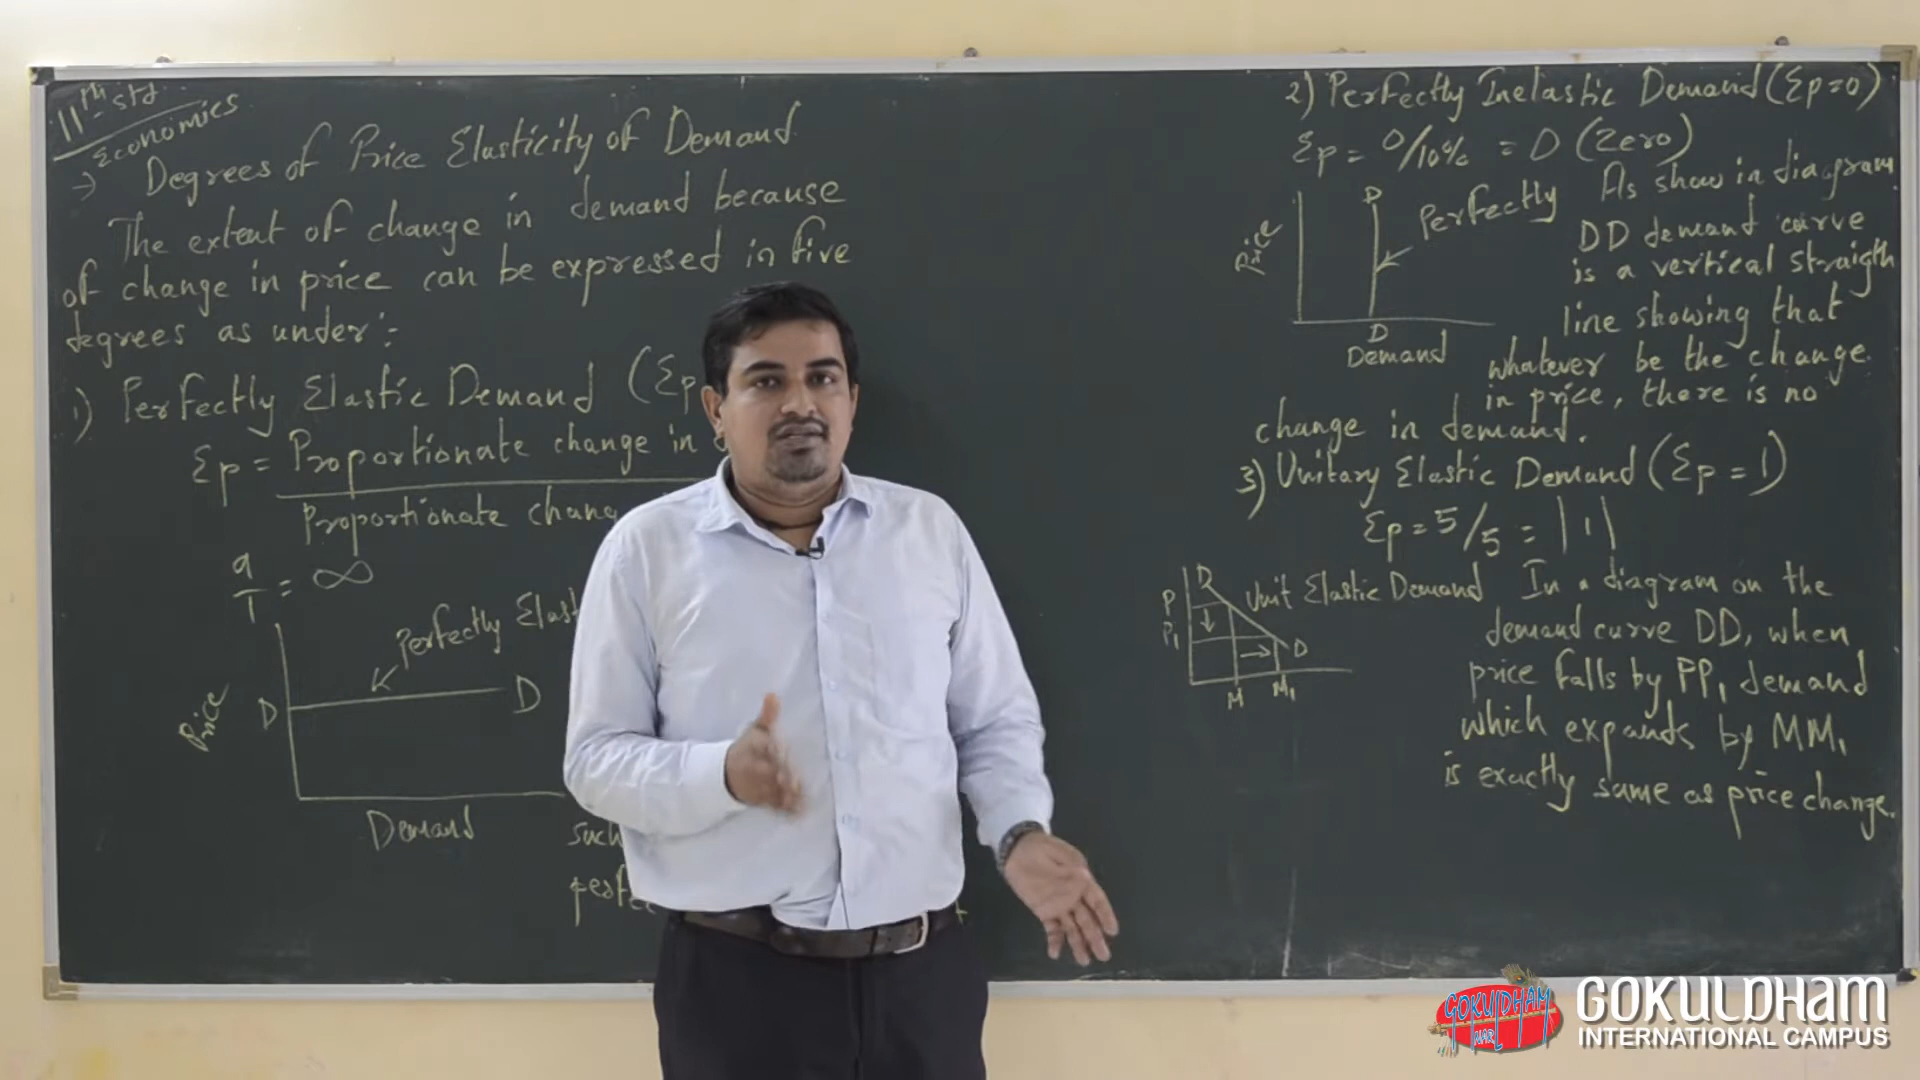 11th std
Economics
→ Degrees of Price Elasticity of Demand
The extent of change in demand because
of change in price can be expressed in five
degrees as under:-
1) Perfectly Elastic Demand (Ep
Ep = Proportionate change in
Proportionate chang
= ∞
Perfectly Elast
Price
D
D
Demand
such
perf
2) Perfectly Inelastic Demand (Ep=0)
Ep = 0/10% = 0 (Zero)
As show in diagram
DD demand curve
is a vertical straigth
line showing that
whatever be the change
in price, there is no
change in demand.
D
Perfectly
Price
D
Demand
3) Unitary Elastic Demand (Ep = 1)
Ep = 5/5 = |1|
D
Unit Elastic Demand
P
P1
D
M
M1
In a diagram on the
demand curve DD, when
price falls by PP1 demand
which expands by MM1
is exactly same as price change.
GOKULDHAM
NAR
GOKULDHAM
INTERNATIONAL CAMPUS